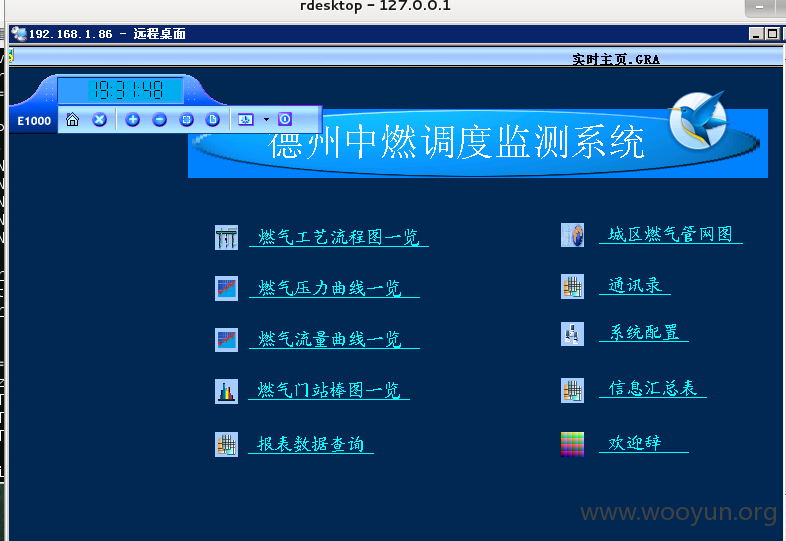 rdesktop - 127.0.0.1
192.168.1.86 - 远程桌面
实时主页.GRA
19:31:48
E1000
德州中燃调度监测系统
燃气工艺流程图一览
城区燃气管网图
燃气压力曲线一览
通讯录
燃气流量曲线一览
系统配置
燃气门站棒图一览
信息汇总表
报表数据查询
欢迎辞
www.wooyun.org